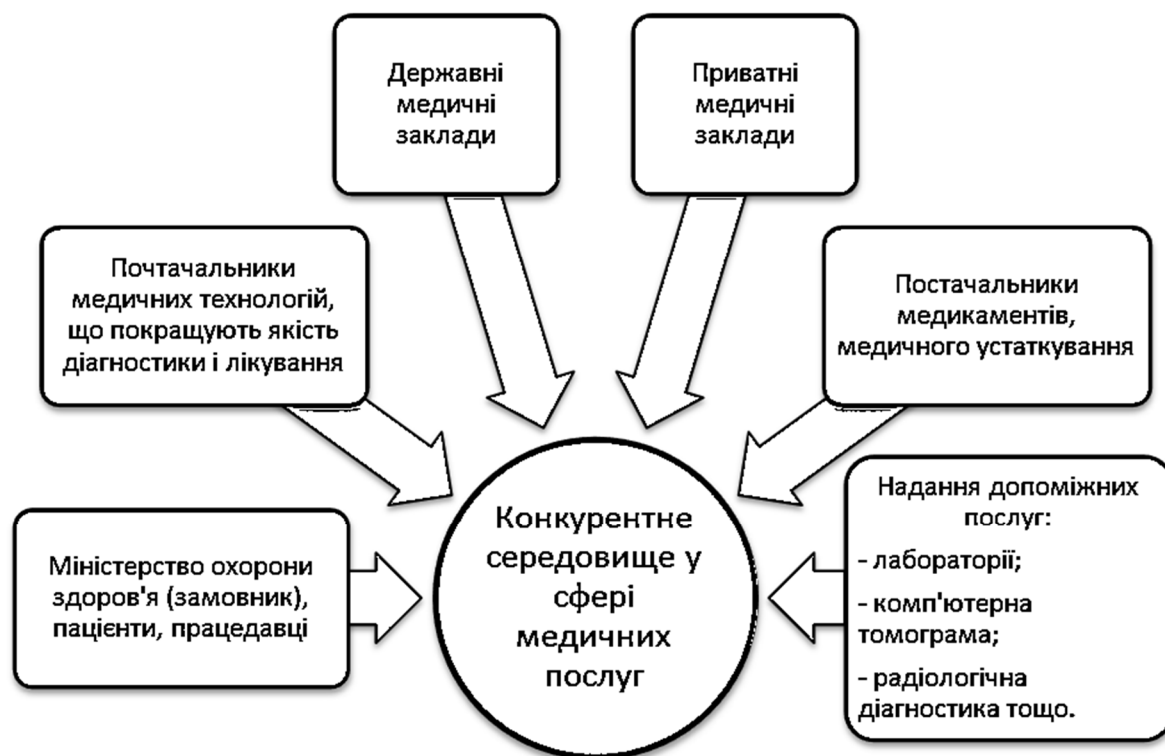 Державні
медичні
заклади
Приватні
медичні
заклади
Почтачальники
медичних технологій,
що покращують якість
діагностики і лікування
Постачальники
медикаментів,
медичного устаткування
Міністерство охорони
здоров'я (замовник),
пацієнти, працедавці
Конкурентне
середовище у
сфері
медичних
послуг
Надання допоміжних
послуг:
- лабораторії;
- комп'ютерна
томограма;
- радіологічна
діагностика тощо.